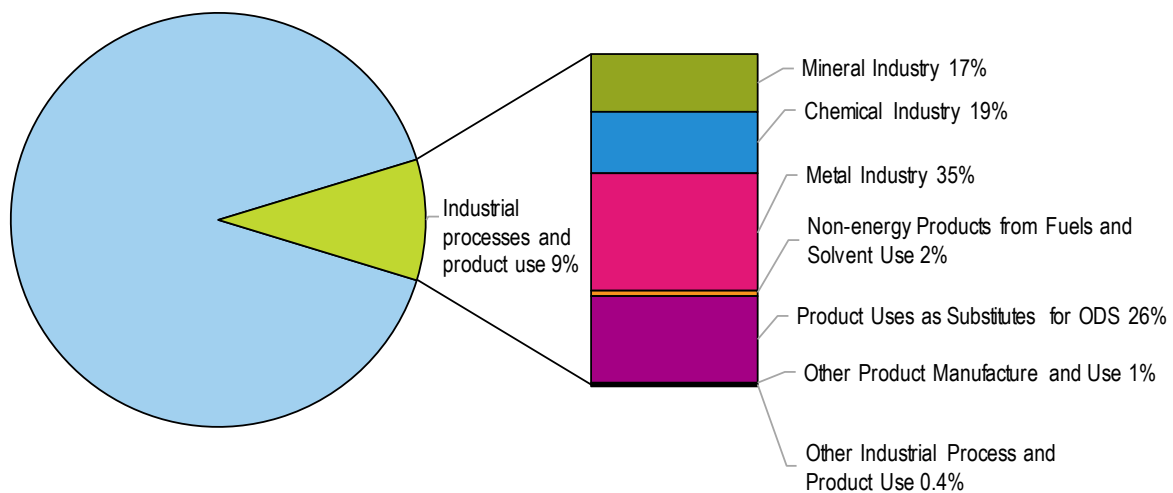 Industrial
processes and
product use 9%
Mineral Industry 17%
Chemical Industry 19%
Metal Industry 35%
Non-energy Products from Fuels and
Solvent Use 2%
Product Uses as Substitutes for ODS 26%
Other Product Manufacture and Use 1%
Other Industrial Process and
Product Use 0.4%